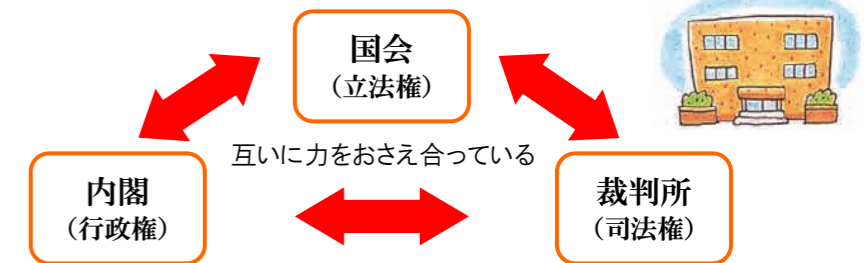 国会
（立法権）
互いに力をおさえ合っている
内閣
（行政権）
裁判所
（司法権）